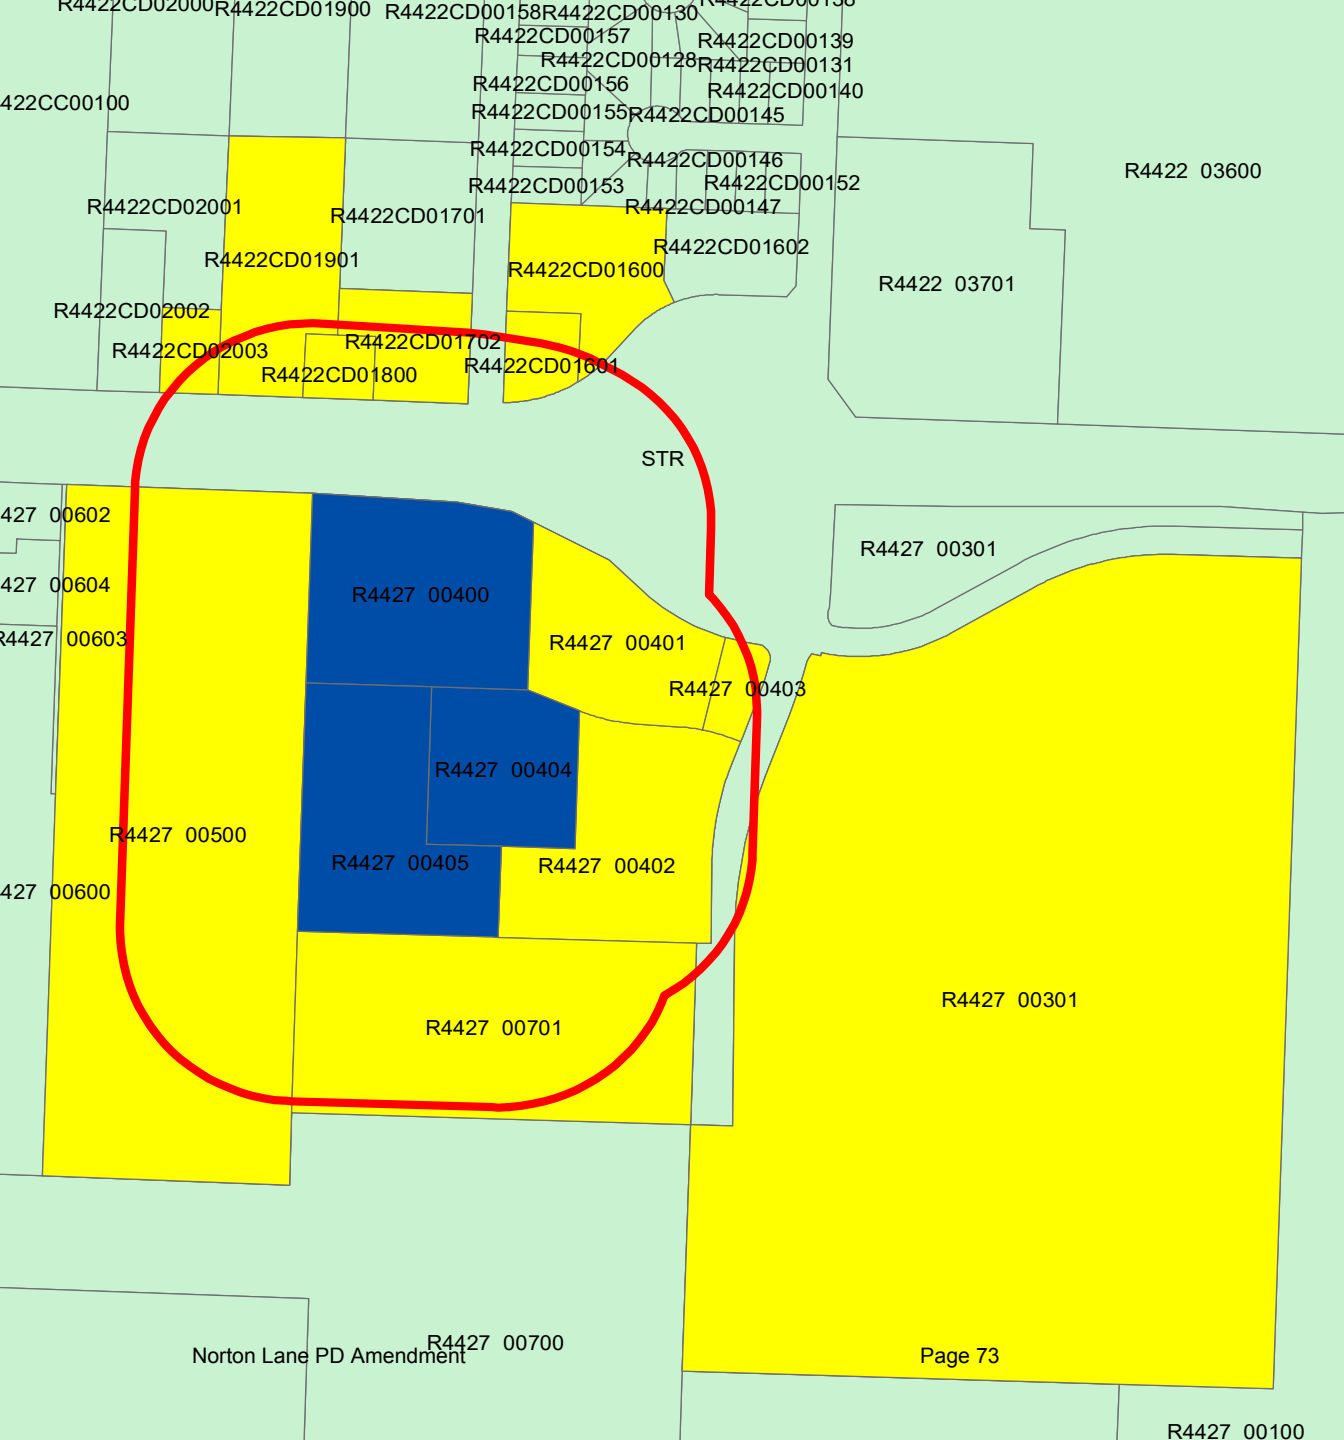 R4422CD02000
R4422CD01900
R4422CD00158
R4422CD00130
R4422CD00138
R4422CD00157
R4422CD00139
R4422CD00128
R4422CD00131
R4422CD00156
R4422CD00140
422CC00100
R4422CD00155
R4422CD00145
R4422CD00154
R4422CD00146
R4422 03600
R4422CD00153
R4422CD00152
R4422CD02001
R4422CD01701
R4422CD00147
R4422CD01602
R4422CD01901
R4422CD01600
R4422 03701
R4422CD02002
R4422CD02003
R4422CD01702
R4422CD01800
R4422CD01601
STR
427 00602
R4427 00301
427 00604
R4427 00400
R4427 00603
R4427 00401
R4427 00403
R4427 00404
R4427 00500
R4427 00405
R4427 00402
427 00600
R4427 00301
R4427 00701
R4427 00700
Norton Lane PD Amendment
Page 73
R4427 00100